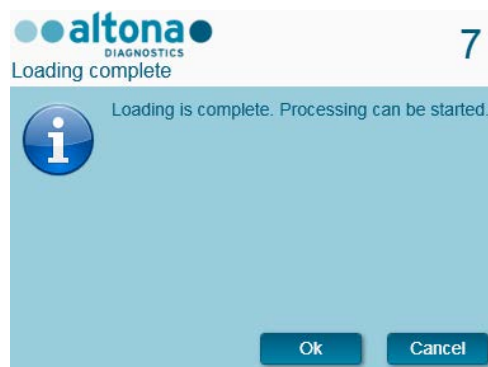 altona
DIAGNOSTICS
7
Loading complete
Loading is complete. Processing can be started.
Ok
Cancel